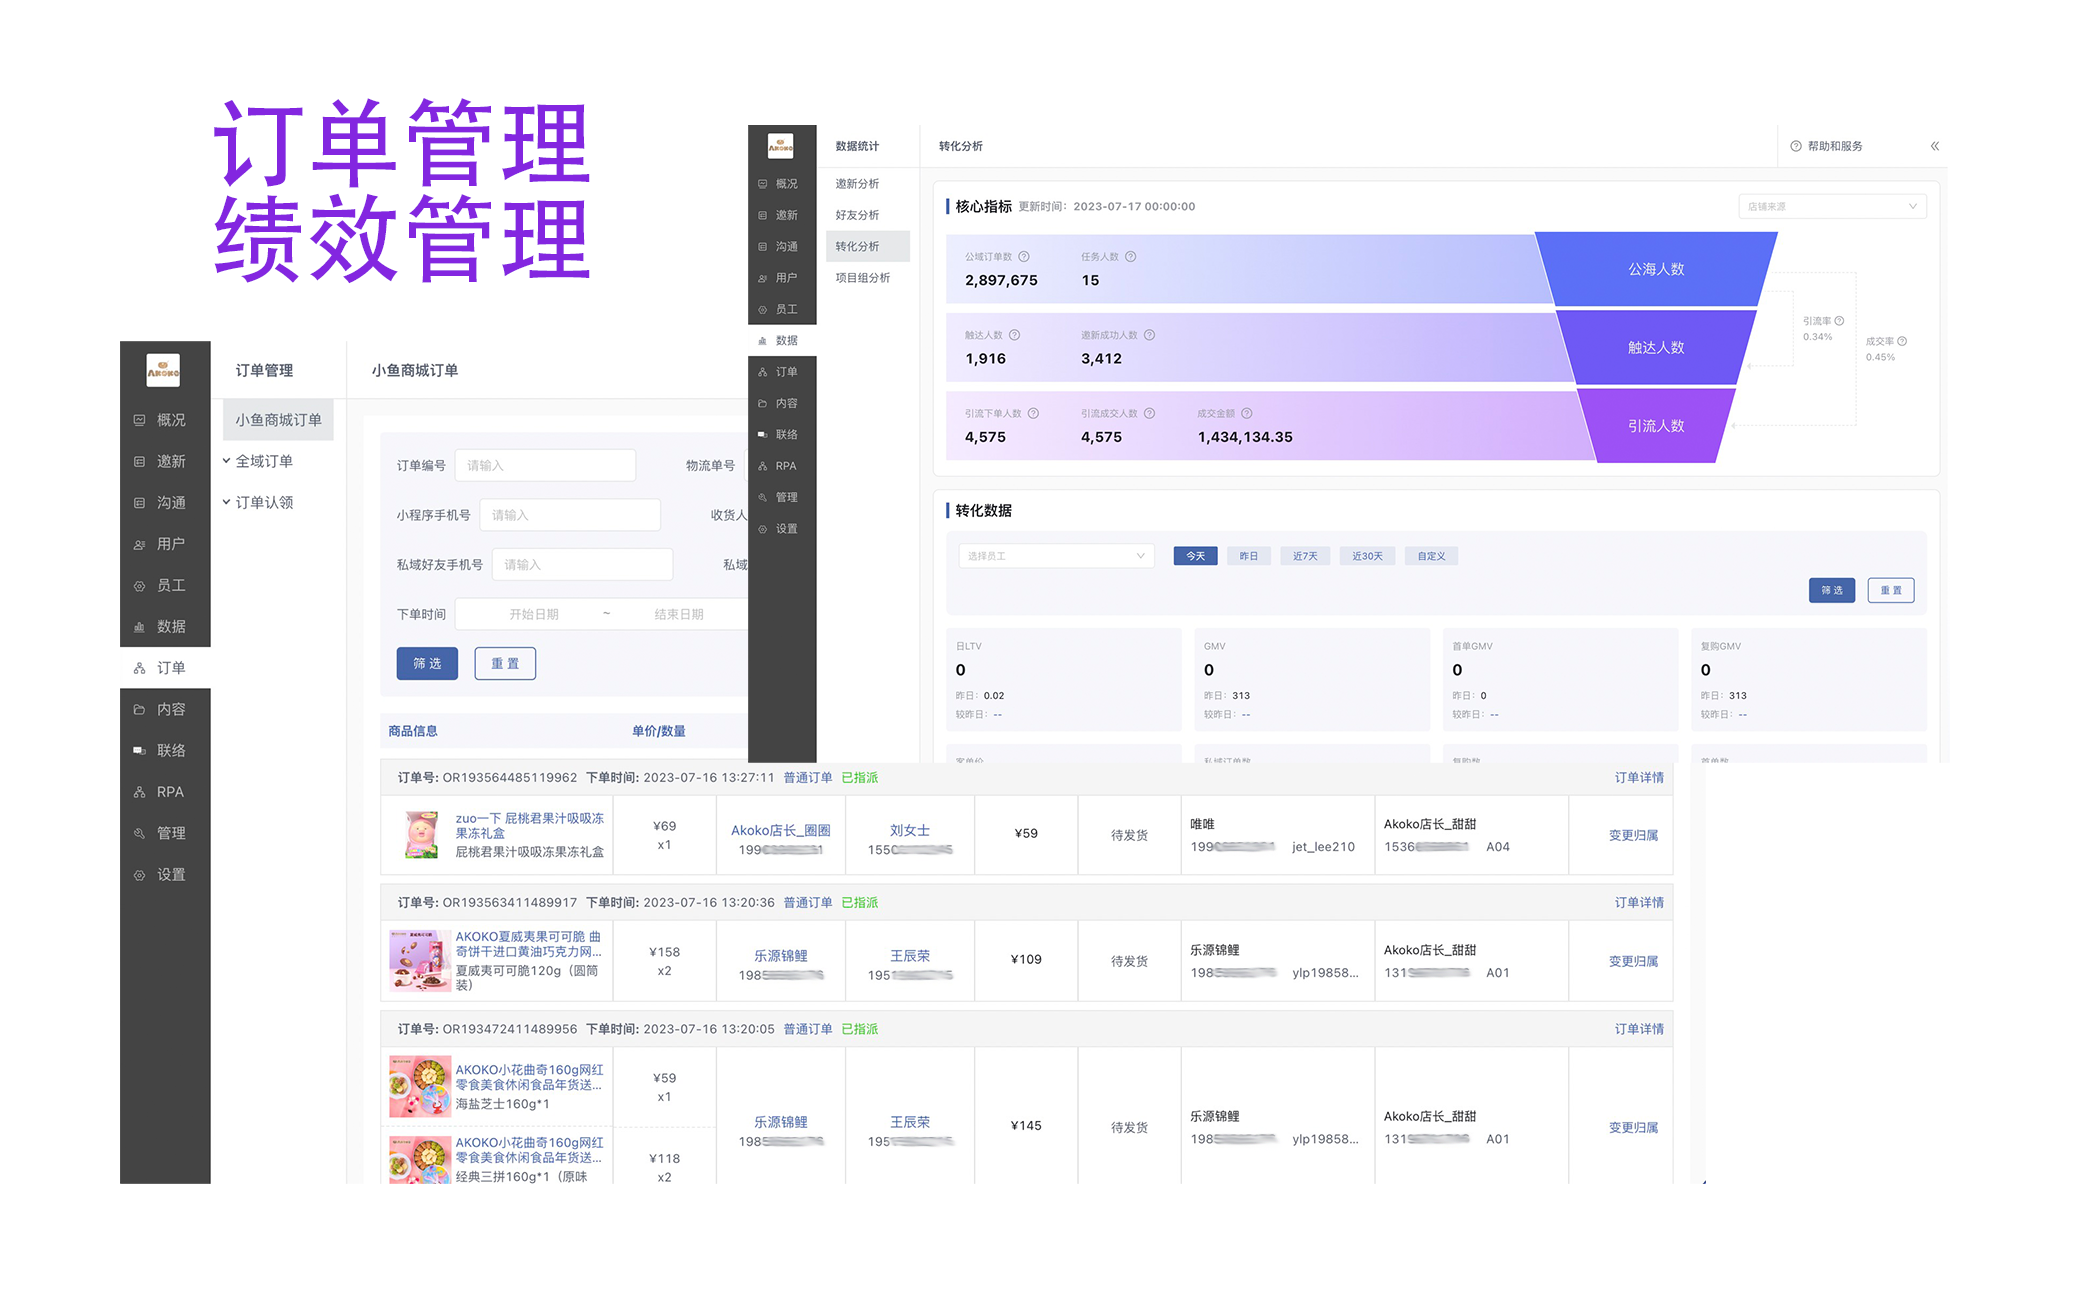 订单管理
绩效管理
AKOKO
概况
邀新
沟通
用户
员工
数据
订单
内容
联络
RPA
管理
设置
数据统计
邀新分析
好友分析
转化分析
项目组分析
转化分析
帮助和服务
核心指标 更新时间: 2023-07-17 00:00:00
店铺来源
公域订单数 任务人数
2,897,675 15
公海人数
触达人数 邀新成功人数
1,916 3,412
触达人数
引流下单人数 引流成交人数 成交金额
4,575 4,575 1,434,134.35
引流人数
引流率
0.34%
成交率
0.45%
转化数据
选择员工 今天 昨日 近7天 近30天 自定义
筛选 重置
日LTV
0
昨日: 0.02
较昨日: --
GMV
0
昨日: 313
较昨日: --
首单GMV
0
昨日: 0
较昨日: --
复购GMV
0
昨日: 313
较昨日: --
客单价 私域订单数 复购数 首单数
AKOKO
概况
邀新
沟通
用户
员工
数据
订单
内容
联络
RPA
管理
设置
订单管理
小鱼商城订单
全域订单
订单认领
小鱼商城订单
订单编号 请输入 物流单号
小程序手机号 请输入 收货人
私域好友手机号 请输入 私域
下单时间 开始日期 ~ 结束日期
筛选 重置
商品信息 单价/数量
订单号: OR193564485119962 下单时间: 2023-07-16 13:27:11 普通订单 已指派 订单详情
zuo一下 屁桃君果汁吸吸冻
果冻礼盒
屁桃君果汁吸吸冻果冻礼盒
¥69
x1
Akoko店长_圈圈
199 1
刘女士
1550 5
¥59
待发货
唯唯
199 jet_lee210
Akoko店长_甜甜
1536 A04
变更归属
订单号: OR193563411489917 下单时间: 2023-07-16 13:20:36 普通订单 已指派 订单详情
AKOKO夏威夷果可可脆 曲
奇饼干进口黄油巧克力网...
夏威夷可可脆120g（圆筒
装）
¥158
x2
乐源锦鲤
198
王辰荣
195
¥109
待发货
乐源锦鲤
198 ylp19858...
Akoko店长_甜甜
131 A01
变更归属
订单号: OR193472411489956 下单时间: 2023-07-16 13:20:05 普通订单 已指派 订单详情
AKOKO小花曲奇160g网红
零食美食休闲食品年货送...
海盐芝士160g*1
¥59
x1
AKOKO小花曲奇160g网红
零食美食休闲食品年货送...
经典三拼160g*1（原味
¥118
x2
乐源锦鲤
198
王辰荣
195
¥145
待发货
乐源锦鲤
198 ylp19858...
Akoko店长_甜甜
131 A01
变更归属